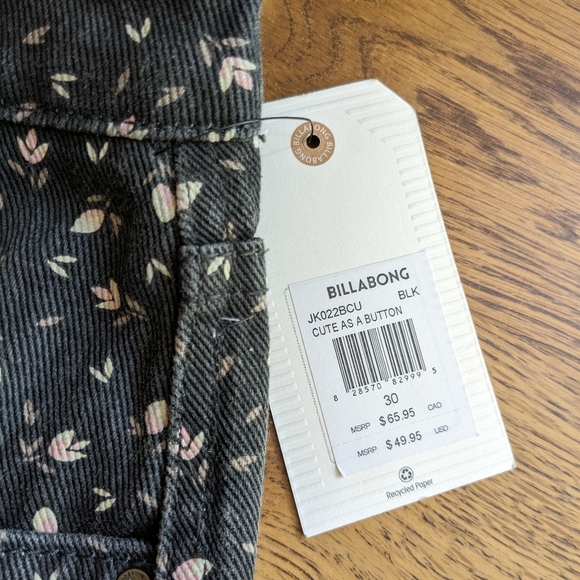 BILLABONG BILLABONG
BILLABONG
JK022BCU BLK
CUTE AS A BUTTON
8 28570 82999 5
30
MSRP $65.95 CAD
MSRP $49.95 USD
Recycled Paper